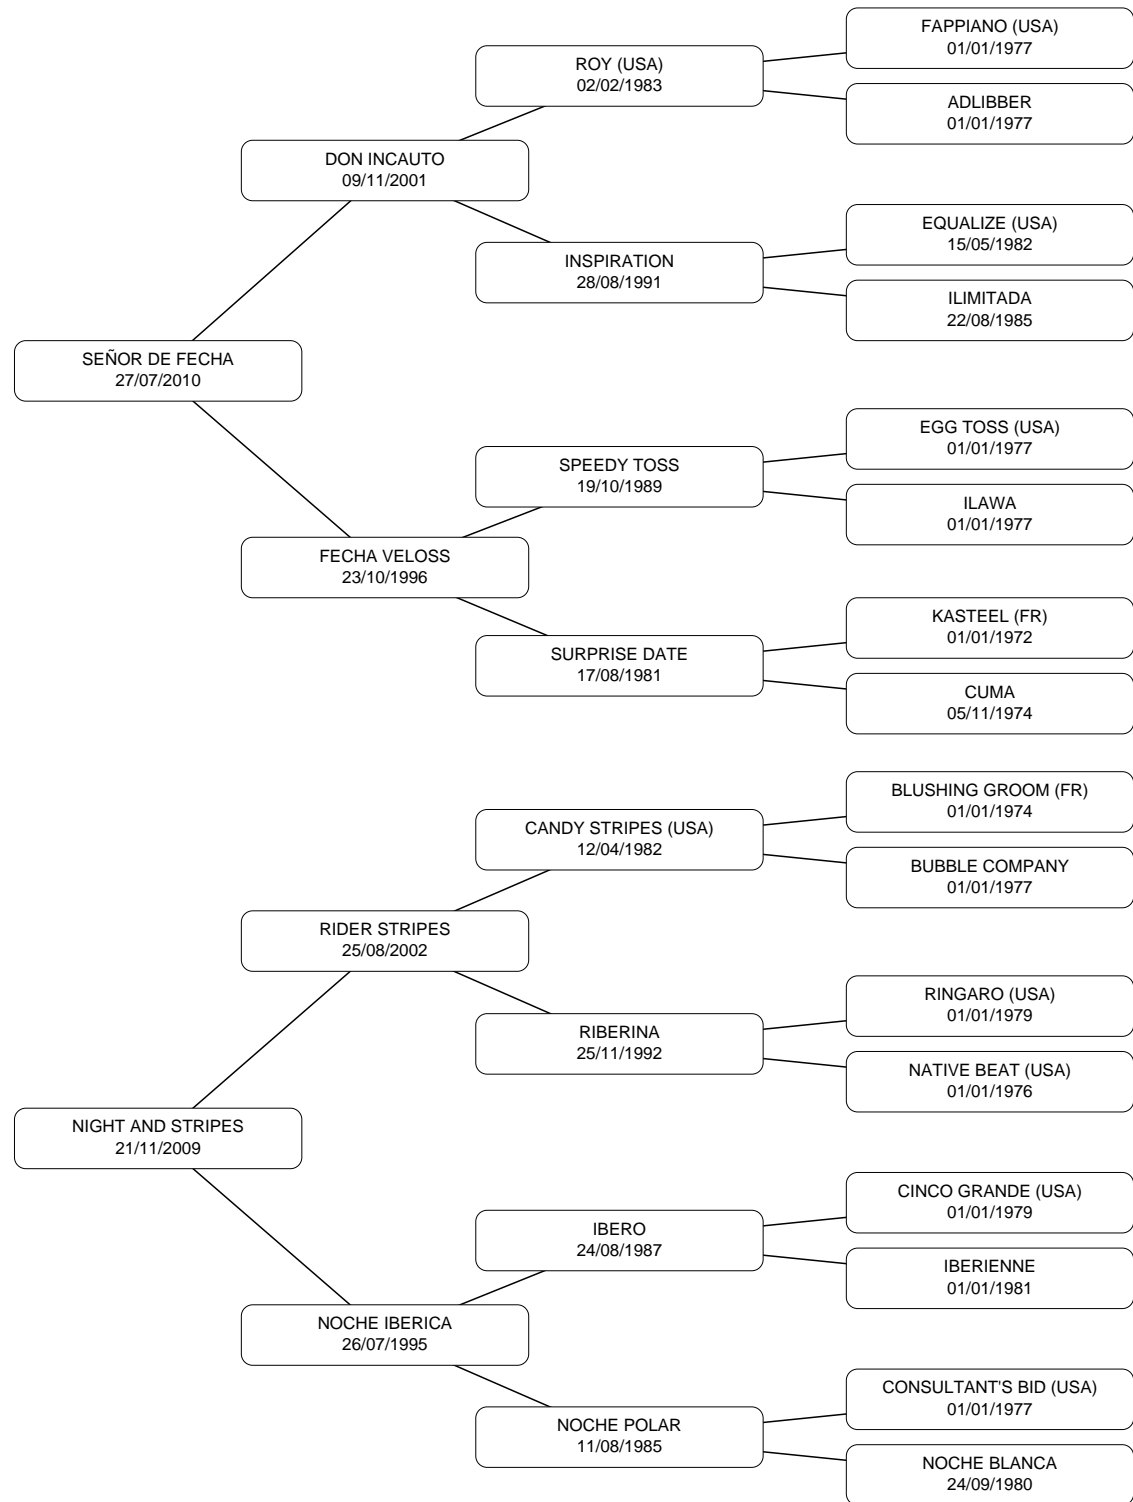 FAPPIANO (USA)
01/01/1977
ROY (USA)
02/02/1983
ADLIBBER
01/01/1977
DON INCAUTO
09/11/2001
EQUALIZE (USA)
15/05/1982
INSPIRATION
28/08/1991
ILIMITADA
22/08/1985
SEÑOR DE FECHA
27/07/2010
EGG TOSS (USA)
01/01/1977
SPEEDY TOSS
19/10/1989
ILAWA
01/01/1977
FECHA VELOSS
23/10/1996
KASTEEL (FR)
01/01/1972
SURPRISE DATE
17/08/1981
CUMA
05/11/1974
BLUSHING GROOM (FR)
01/01/1974
CANDY STRIPES (USA)
12/04/1982
BUBBLE COMPANY
01/01/1977
RIDER STRIPES
25/08/2002
RINGARO (USA)
01/01/1979
RIBERINA
25/11/1992
NATIVE BEAT (USA)
01/01/1976
NIGHT AND STRIPES
21/11/2009
CINCO GRANDE (USA)
01/01/1979
IBERO
24/08/1987
IBERIENNE
01/01/1981
NOCHE IBERICA
26/07/1995
CONSULTANT'S BID (USA)
01/01/1977
NOCHE POLAR
11/08/1985
NOCHE BLANCA
24/09/1980